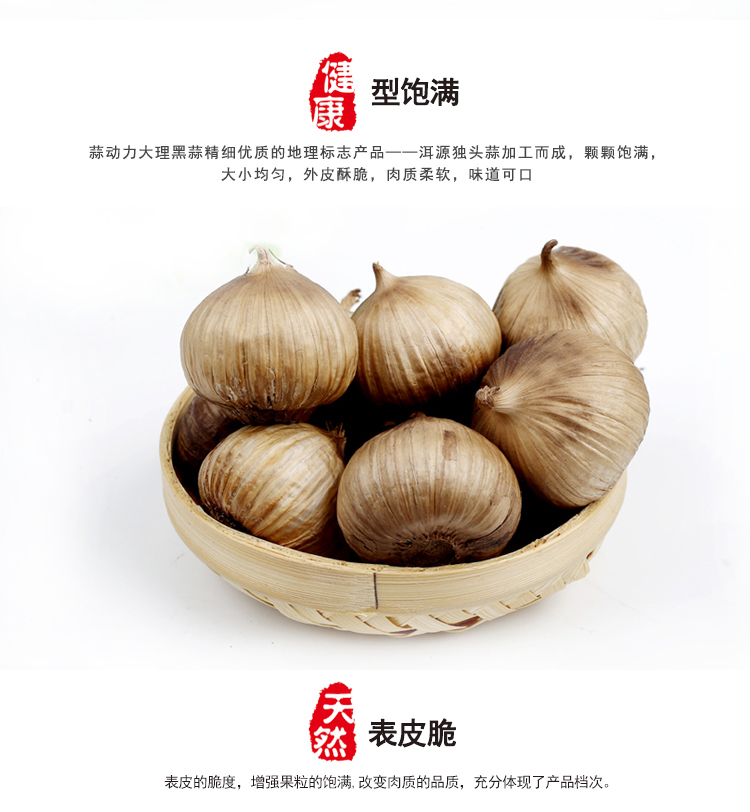 健康 型饱满
蒜动力大理黑蒜精细优质的地理标志产品——洱源独头蒜加工而成，颗颗饱满，
大小均匀，外皮酥脆，肉质柔软，味道可口
天然 表皮脆
表皮的脆度，增强果粒的饱满,改变肉质的品质，充分体现了产品档次。